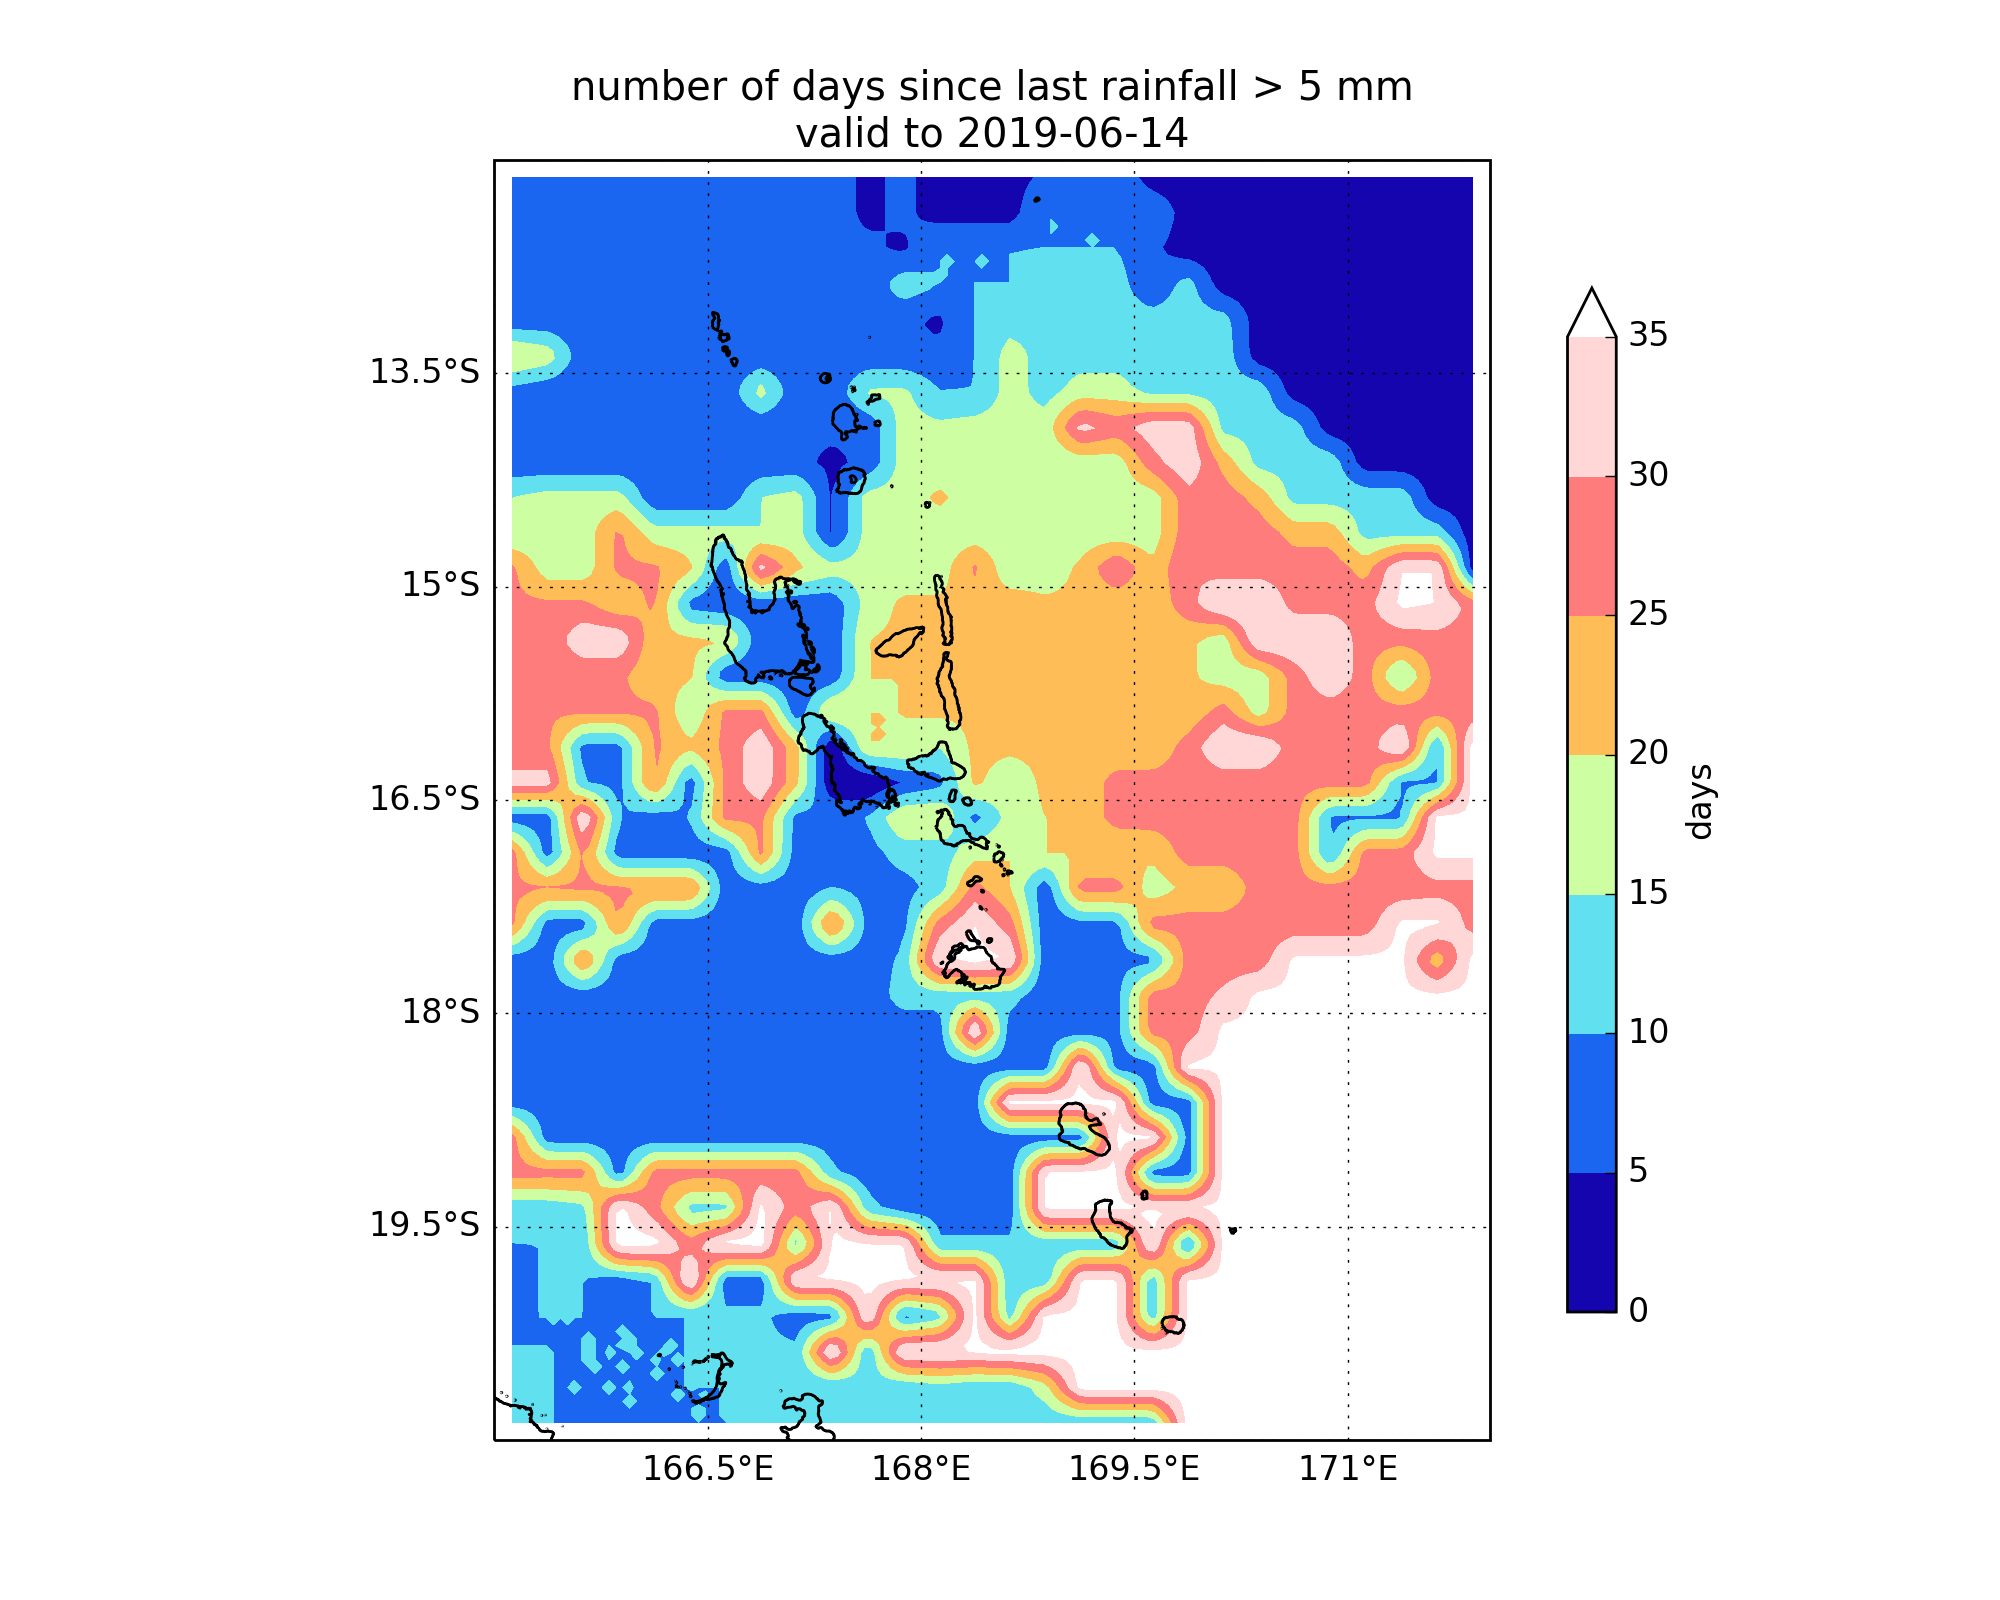 number of days since last rainfall > 5 mm
valid to 2019-06-14
13.5°S
15°S
16.5°S
18°S
19.5°S
166.5°E
168°E
169.5°E
171°E
35
30
25
20
15
10
5
0
days